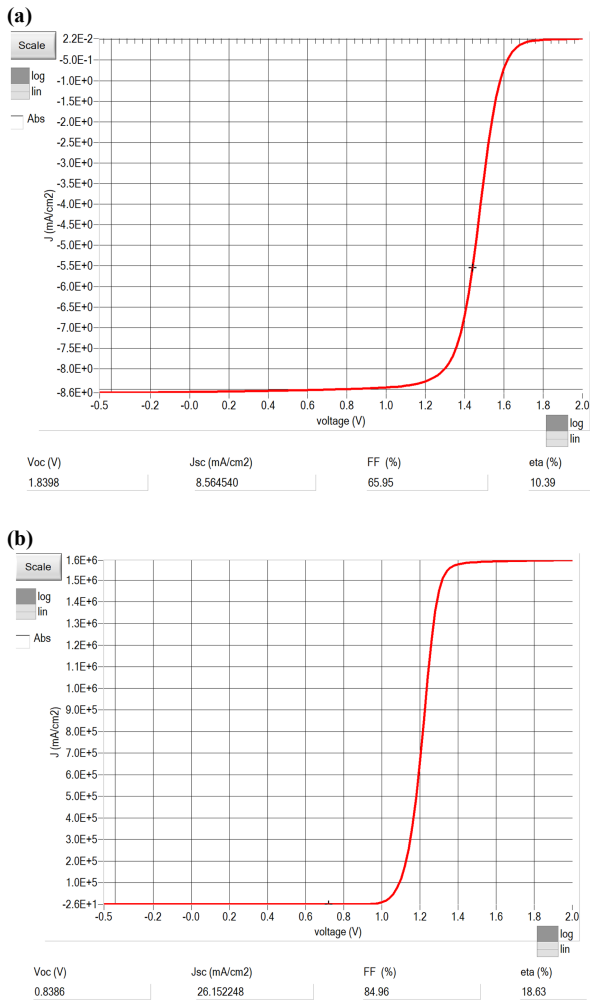 (a)
Scale
log
lin
Abs
J (mA/cm2)
2.2E-2
-5.0E-1
-1.0E+0
-1.5E+0
-2.0E+0
-2.5E+0
-3.0E+0
-3.5E+0
-4.0E+0
-4.5E+0
-5.0E+0
-5.5E+0
-6.0E+0
-6.5E+0
-7.0E+0
-7.5E+0
-8.0E+0
-8.6E+0
-0.5 -0.2 -0.0 0.2 0.4 0.6 0.8 1.0 1.2 1.4 1.6 1.8 2.0
voltage (V)
log
lin
Voc (V) Jsc (mA/cm2) FF (%) eta (%)
1.8398 8.564540 65.95 10.39
(b)
Scale
log
lin
Abs
J (mA/cm2)
1.6E+6
1.5E+6
1.4E+6
1.3E+6
1.2E+6
1.1E+6
1.0E+6
9.0E+5
8.0E+5
7.0E+5
6.0E+5
5.0E+5
4.0E+5
3.0E+5
2.0E+5
1.0E+5
-2.6E+1
-0.5 -0.2 -0.0 0.2 0.4 0.6 0.8 1.0 1.2 1.4 1.6 1.8 2.0
voltage (V)
log
lin
Voc (V) Jsc (mA/cm2) FF (%) eta (%)
0.8386 26.152248 84.96 18.63